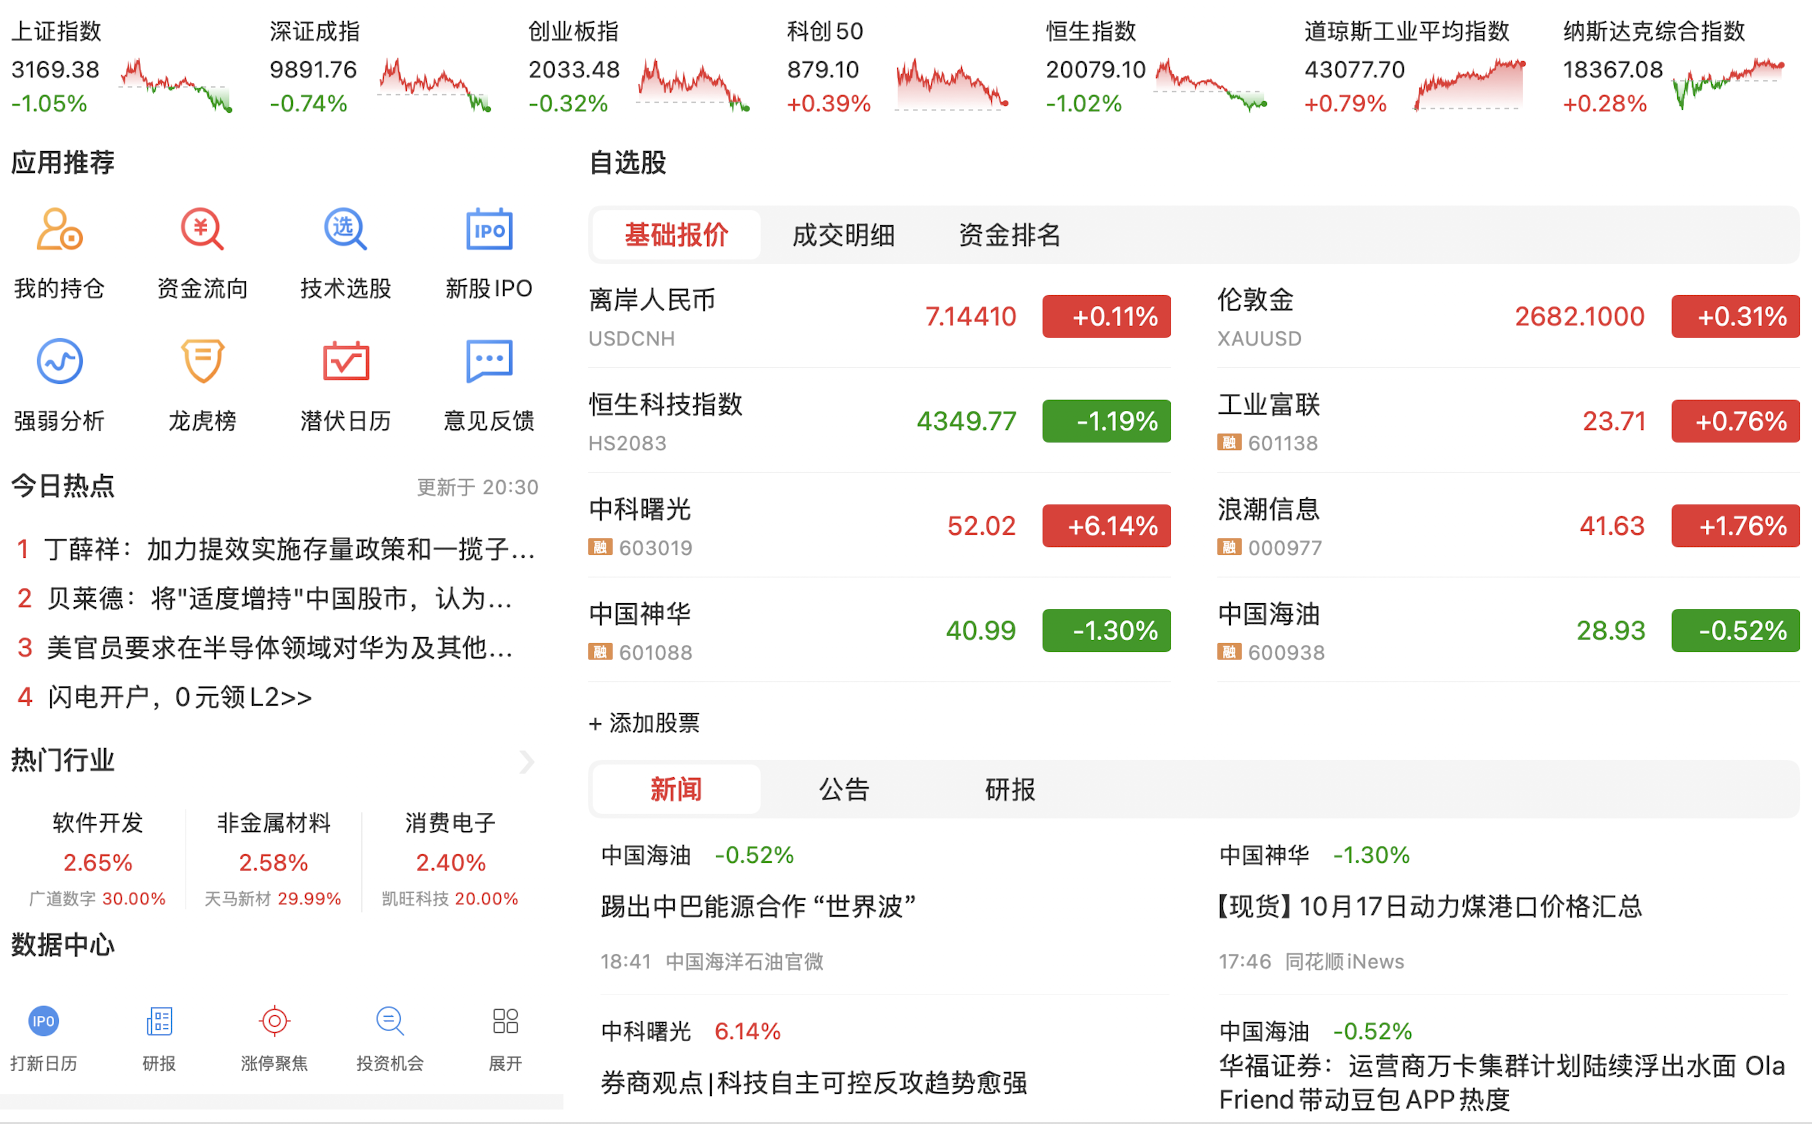 上证指数
3169.38
-1.05%
深证成指
9891.76
-0.74%
创业板指
2033.48
-0.32%
科创50
879.10
+0.39%
恒生指数
20079.10
-1.02%
道琼斯工业平均指数
43077.70
+0.79%
纳斯达克综合指数
18367.08
+0.28%
应用推荐
¥
选
IPO
我的持仓
资金流向
技术选股
新股IPO
强弱分析
龙虎榜
潜伏日历
意见反馈
今日热点
更新于 20:30
1 丁薛祥：加力提效实施存量政策和一揽子...
2 贝莱德：将"适度增持"中国股市，认为...
3 美官员要求在半导体领域对华为及其他...
4 闪电开户，0元领L2>>
热门行业
软件开发
2.65%
广道数字 30.00%
非金属材料
2.58%
天马新材 29.99%
消费电子
2.40%
凯旺科技 20.00%
数据中心
IPO
打新日历
研报
涨停聚焦
投资机会
展开
自选股
基础报价
成交明细
资金排名
离岸人民币
USDCNH
7.14410
+0.11%
伦敦金
XAUUSD
2682.1000
+0.31%
恒生科技指数
HS2083
4349.77
-1.19%
工业富联
融 601138
23.71
+0.76%
中科曙光
融 603019
52.02
+6.14%
浪潮信息
融 000977
41.63
+1.76%
中国神华
融 601088
40.99
-1.30%
中国海油
融 600938
28.93
-0.52%
+ 添加股票
新闻
公告
研报
中国海油 -0.52%
踢出中巴能源合作 “世界波”
18:41 中国海洋石油官微
中国神华 -1.30%
【现货】10月17日动力煤港口价格汇总
17:46 同花顺iNews
中科曙光 6.14%
券商观点|科技自主可控反攻趋势愈强
中国海油 -0.52%
华福证券：运营商万卡集群计划陆续浮出水面 Ola
Friend带动豆包APP热度